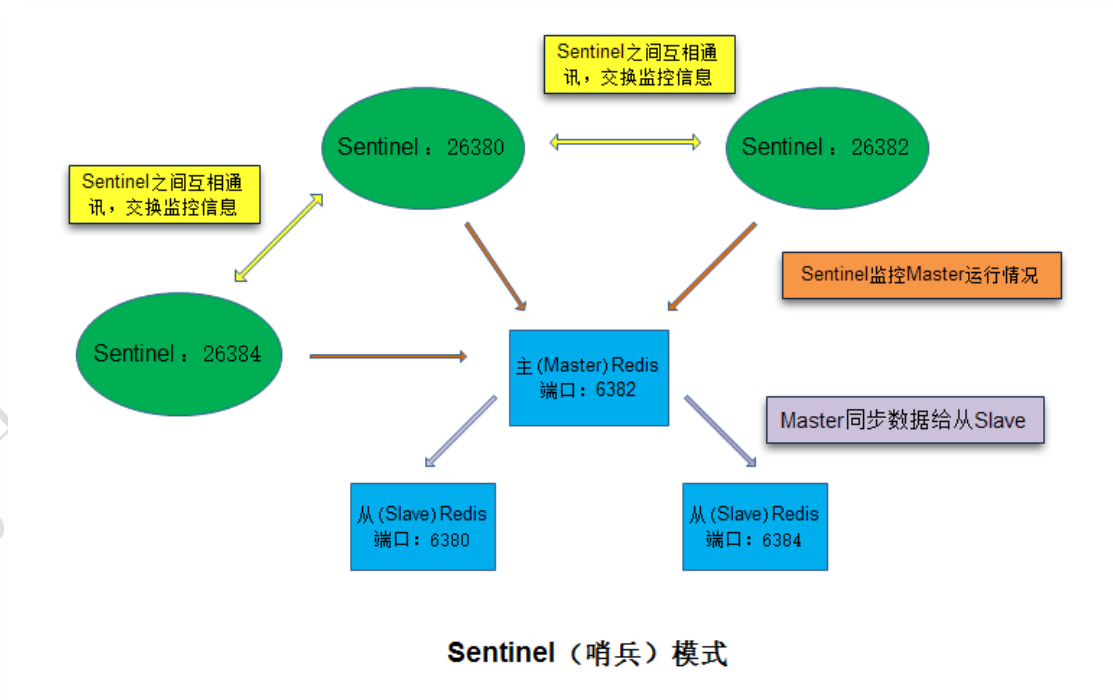 Sentinel之间互相通
讯，交换监控信息
Sentinel：26380
Sentinel：26382
Sentinel之间互相通
讯，交换监控信息
Sentinel监控Master运行情况
Sentinel：26384
主(Master)Redis
端口：6382
Master同步数据给从Slave
从(Slave)Redis
端口：6380
从(Slave)Redis
端口：6384
Sentinel（哨兵）模式